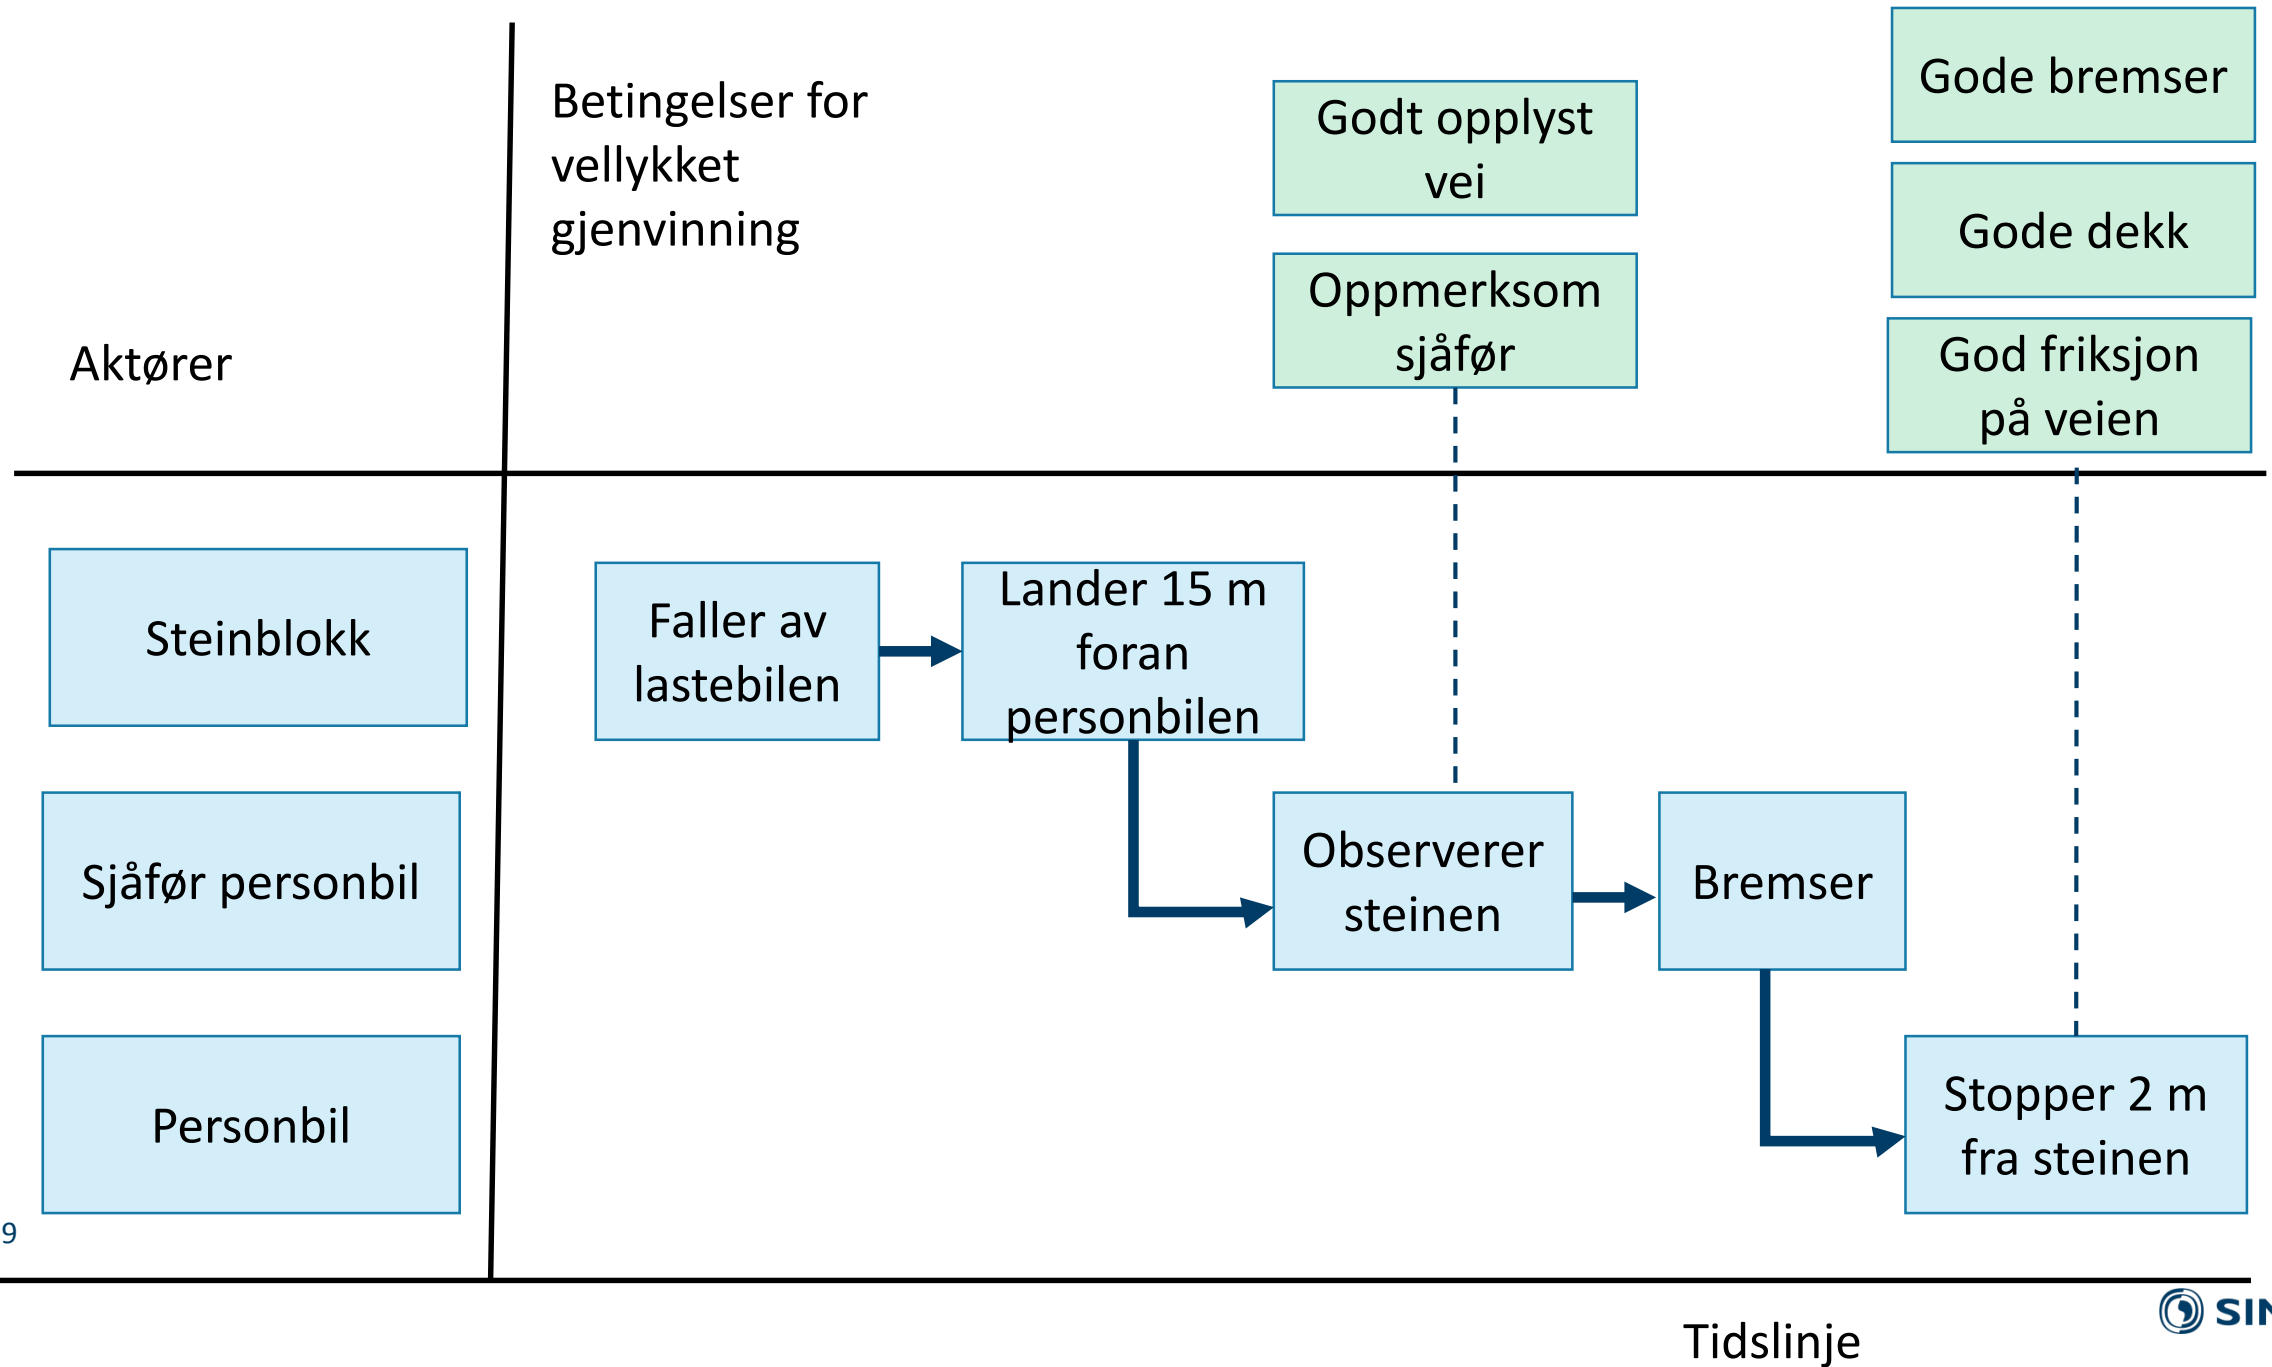 Betingelser for
vellykket
gjenvinning
Godt opplyst
vei
Oppmerksom
sjåfør
Gode bremser
Gode dekk
God friksjon
på veien
Aktører
Steinblokk
Faller av
lastebilen
Lander 15 m
foran
personbilen
Sjåfør personbil
Observerer
steinen
Bremser
Personbil
Stopper 2 m
fra steinen
9
Tidslinje